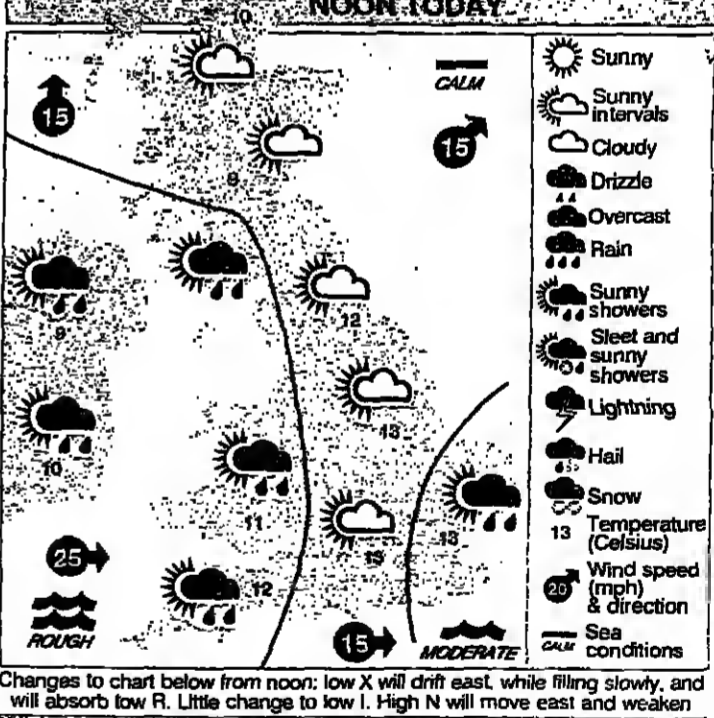 NOON TODAY
10
15
CALM
15
9
12
9
13
10
11
13
13
12
25
ROUGH
15
MODERATE
Sunny
Sunny
intervals
Cloudy
Drizzle
Overcast
Rain
Sunny
showers
Sleet and
sunny
showers
Lightning
Hail
Snow
13 Temperature
(Celsius)
20 Wind speed
(mph)
& direction
CALM Sea
conditions
Changes to chart below from noon: low X will drift east, while filling slowly, and
will absorb low R. Little change to low I. High N will move east and weaken